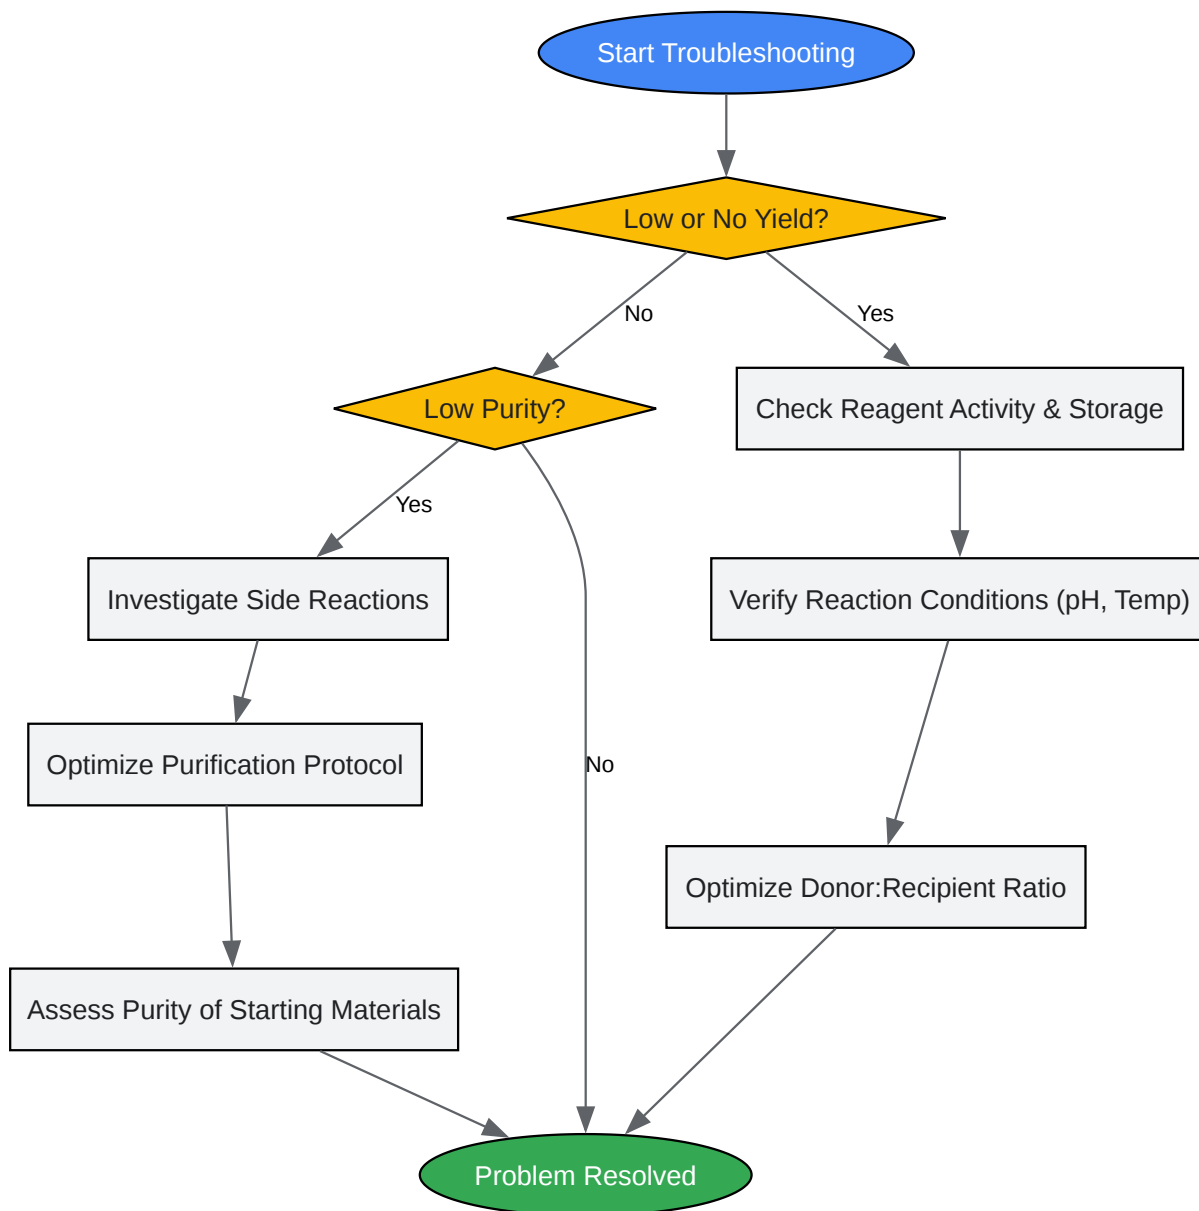 Start Troubleshooting
Low or No Yield?
No
Yes
Low Purity?
Check Reagent Activity & Storage
Yes
Investigate Side Reactions
Verify Reaction Conditions (pH, Temp)
Optimize Purification Protocol
No
Optimize Donor:Recipient Ratio
Assess Purity of Starting Materials
Problem Resolved